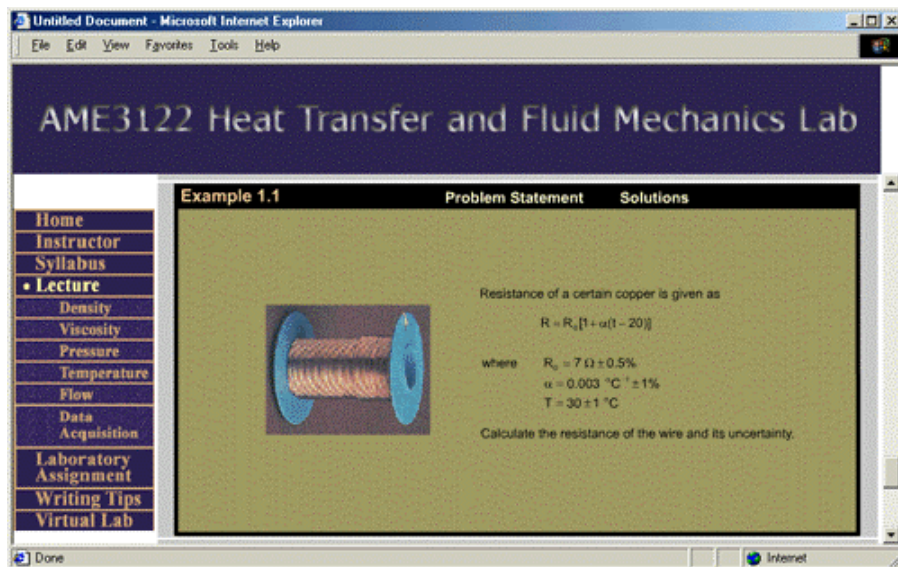 Untitled Document - Microsoft Internet Explorer
File Edit View Favorites Tools Help
AME3122 Heat Transfer and Fluid Mechanics Lab
Example 1.1 Problem Statement Solutions
Home
Instructor
Syllabus
• Lecture
Density
Viscosity
Pressure
Temperature
Flow
Data
Acquisition
Laboratory
Assignment
Writing Tips
Virtual Lab
Resistance of a certain copper is given as
R = R₀[1+α(t−20)]
where R₀ = 7 Ω ± 0.5%
α = 0.003 °C⁻¹ ± 1%
T = 30 ± 1 °C
Calculate the resistance of the wire and its uncertainty.
Done Internet